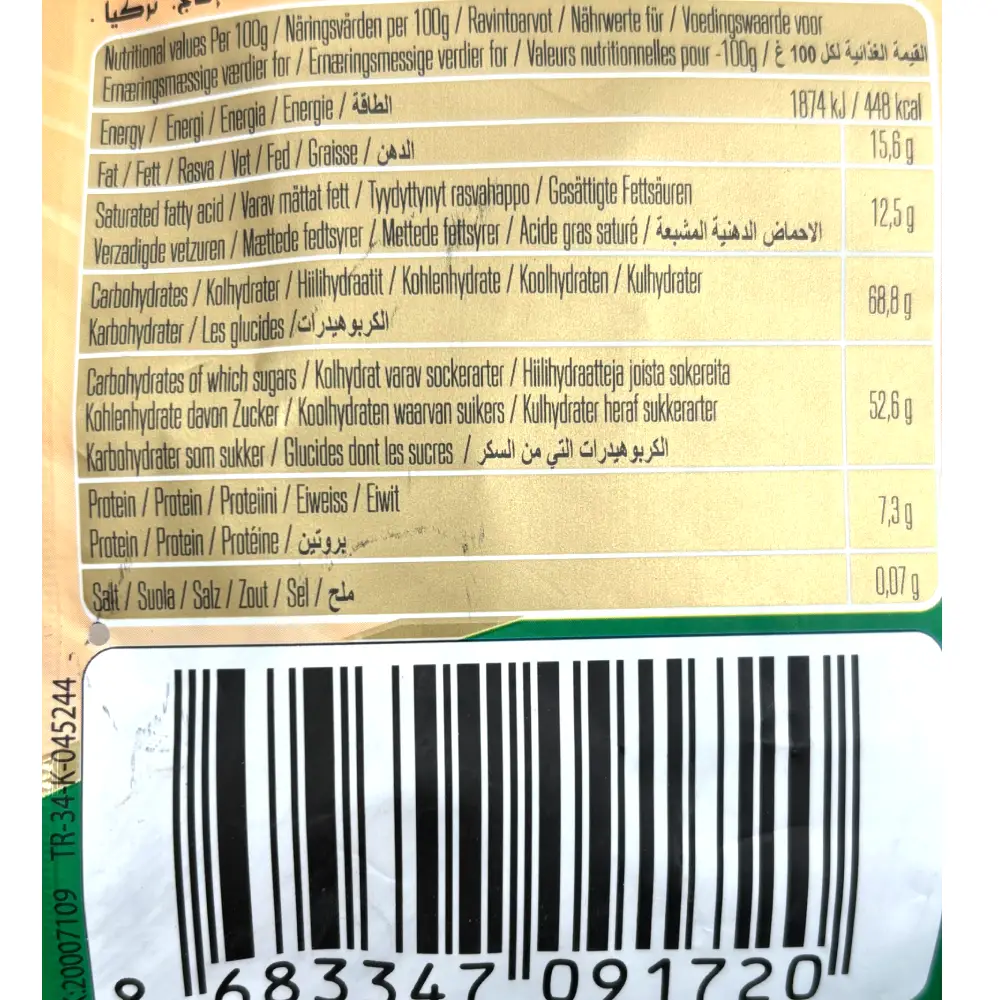 تركيا
Nutritional values Per 100g / Näringsvärden per 100g / Ravintoarvot / Nährwerte für / Voedingswaarde voor
Ernæringsmæssige værdier for / Ernæringsmessige verdier for / Valeurs nutritionnelles pour -100g / القيمة الغذائية لكل 100 غ
Energy / Energi / Energia / Energie / الطاقة
1874 kJ / 448 kcal
Fat / Fett / Rasva / Vet / Fed / Graisse / الدهن
15,6 g
Saturated fatty acid / Varav mättat fett / Tyydyttynyt rasvahappo / Gesättigte Fettsäuren
Verzadigde vetzuren / Mættede fedtsyrer / Mettede fettsyrer / Acide gras saturé / الاحماض الدهنية المشبعة
12,5 g
Carbohydrates / Kolhydrater / Hiilihydraatit / Kohlenhydrate / Koolhydraten / Kulhydrater
Karbohydrater / Les glucides /الكربوهيدرات
68,8 g
Carbohydrates of which sugars / Kolhydrat varav sockerarter / Hiilihydraatteja joista sokereita
Kohlenhydrate davon Zucker / Koolhydraten waarvan suikers / Kulhydrater heraf sukkerarter
Karbohydrater som sukker / Glucides dont les sucres / الكربوهيدرات التي من السكر
52,6 g
Protein / Protein / Proteiini / Eiweiss / Eiwit
Protein / Protein / Protéine / بروتين
7,3 g
Salt / Suola / Salz / Zout / Sel / ملح
0,07 g
:20007109 TR-34-K-045244
8 683347 091720